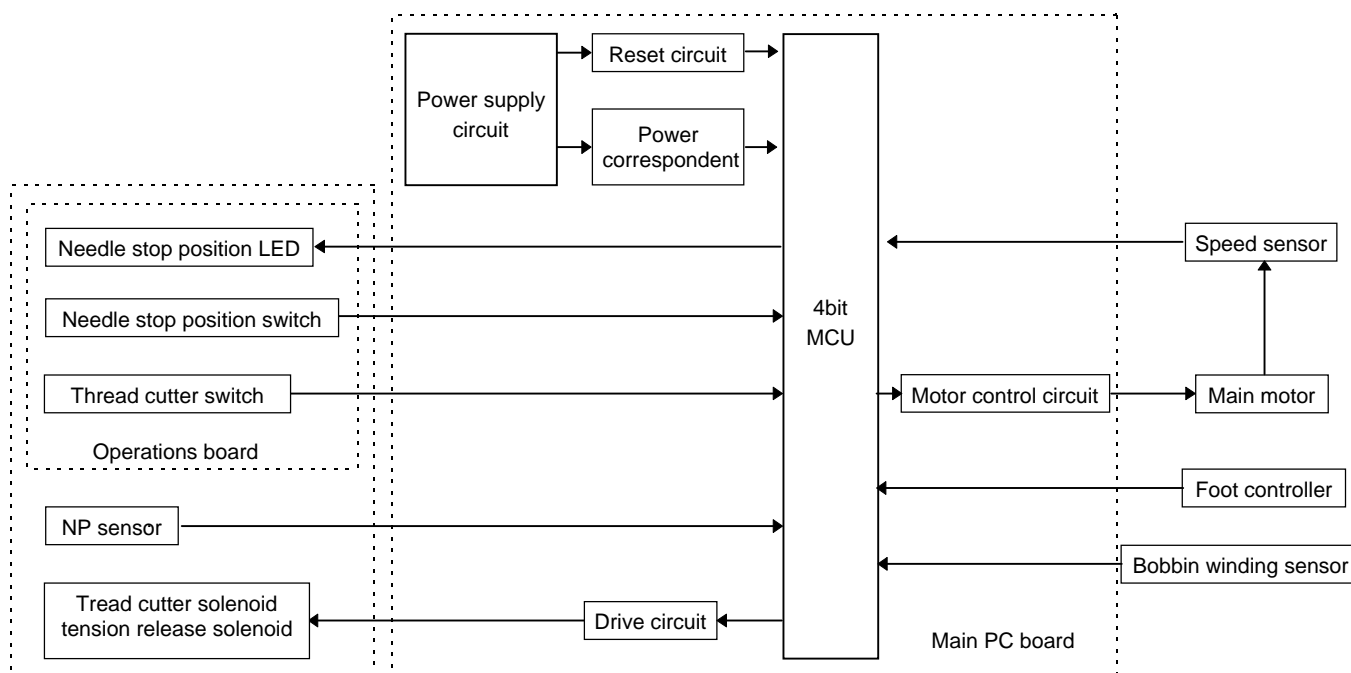 Reset circuit
Power supply
circuit
Power
correspondent
Needle stop position LED
Speed sensor
Needle stop position switch
4bit
MCU
Thread cutter switch
Motor control circuit
Main motor
Operations board
Foot controller
NP sensor
Bobbin winding sensor
Tread cutter solenoid
tension release solenoid
Drive circuit
Main PC board